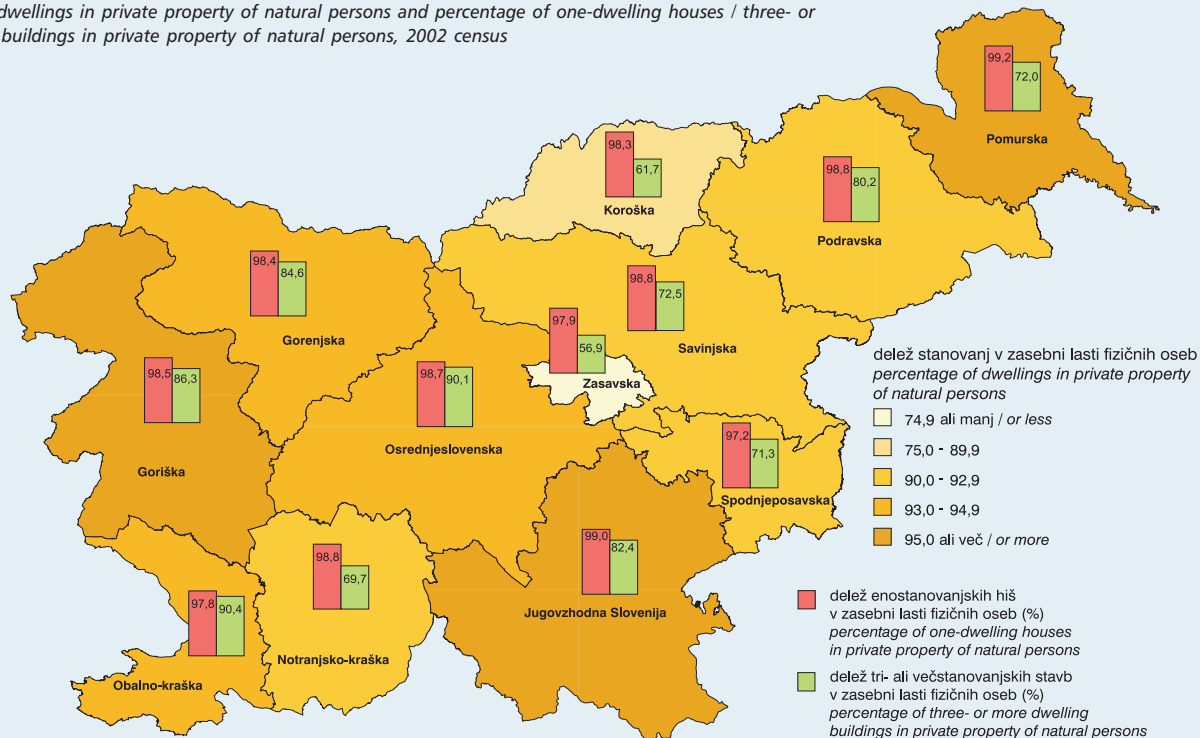 dwellings in private property of natural persons and percentage of one-dwelling houses / three- or
buildings in private property of natural persons, 2002 census
99,2
72,0
Pomurska
98,3
61,7
Koroška
98,8
80,2
Podravska
98,4
84,6
Gorenjska
98,8
72,5
Savinjska
97,9
56,9
Zasavska
98,5
86,3
Goriška
98,7
90,1
Osrednjeslovenska
97,2
71,3
Spodnjeposavska
98,8
69,7
Notranjsko-kraška
99,0
82,4
Jugovzhodna Slovenija
97,8
90,4
Obalno-kraška
delež stanovanj v zasebni lasti fizičnih oseb
percentage of dwellings in private property
of natural persons
74,9 ali manj / or less
75,0 - 89,9
90,0 - 92,9
93,0 - 94,9
95,0 ali več / or more
delež enostanovanjskih hiš
v zasebni lasti fizičnih oseb (%)
percentage of one-dwelling houses
in private property of natural persons
delež tri- ali večstanovanjskih stavb
v zasebni lasti fizičnih oseb (%)
percentage of three- or more dwelling
buildings in private property of natural persons